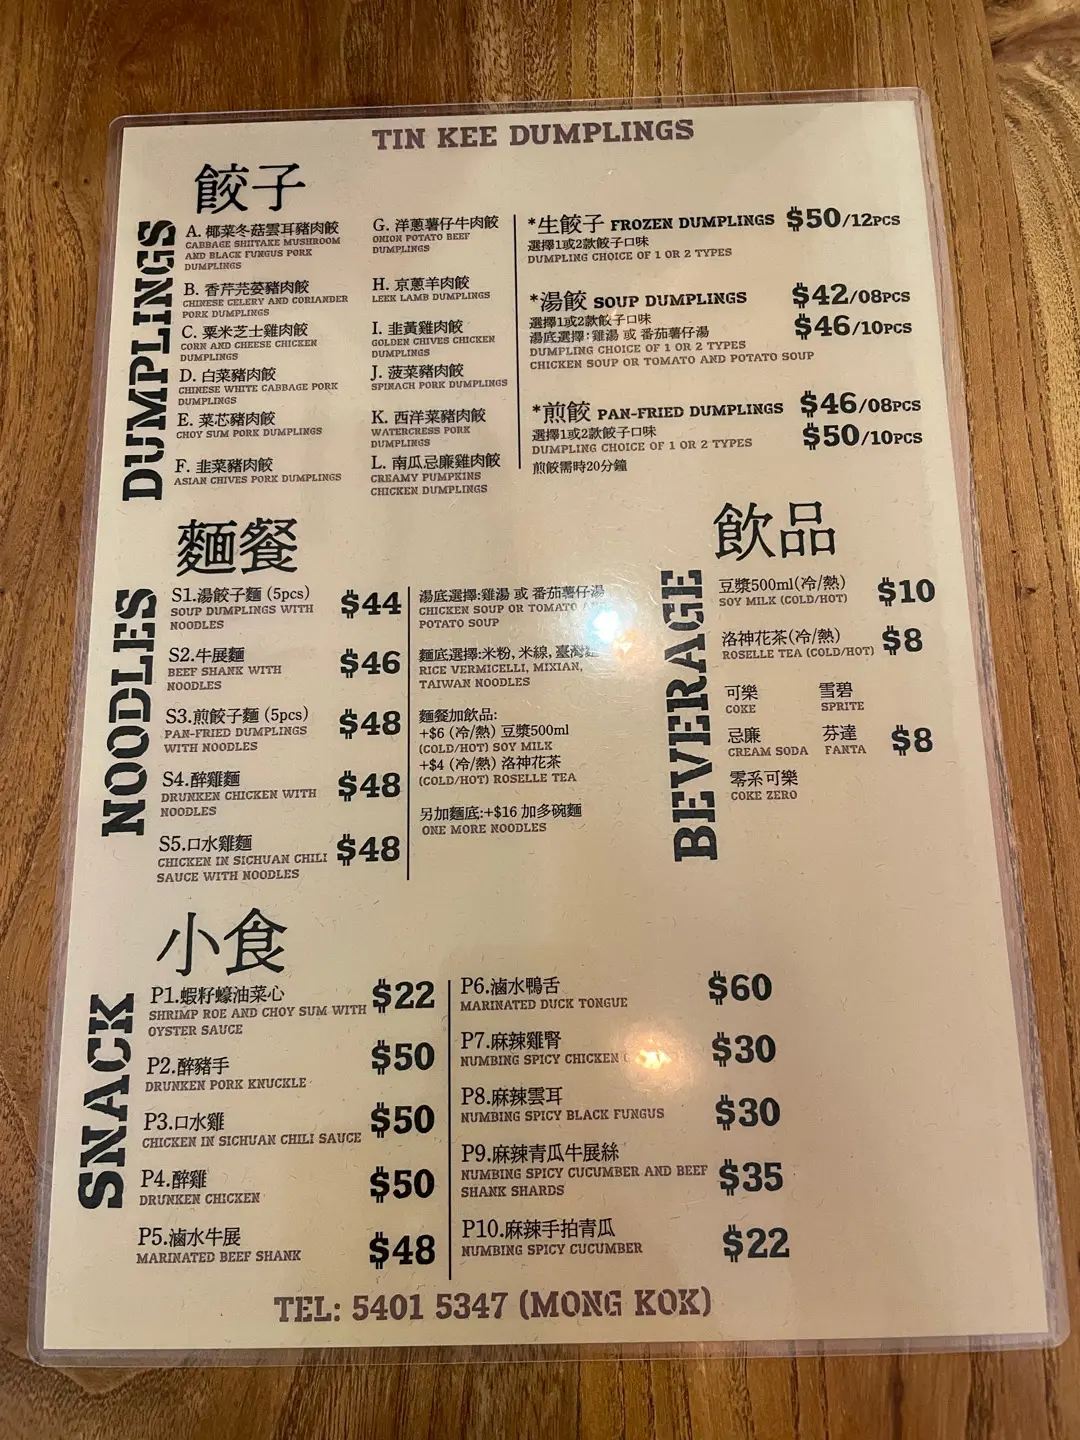 TIN KEE DUMPLINGS
餃子
DUMPLINGS
A. 椰菜冬菇雲耳豬肉餃
CABBAGE SHIITAKE MUSHROOM
AND BLACK FUNGUS PORK
DUMPLINGS
B. 香芹芫荽豬肉餃
CHINESE CELERY AND CORIANDER
PORK DUMPLINGS
C. 粟米芝士雞肉餃
CORN AND CHEESE CHICKEN
DUMPLINGS
D. 白菜豬肉餃
CHINESE WHITE CABBAGE PORK
DUMPLINGS
E. 菜芯豬肉餃
CHOY SUM PORK DUMPLINGS
F. 韭菜豬肉餃
ASIAN CHIVES PORK DUMPLINGS
G. 洋蔥薯仔牛肉餃
ONION POTATO BEEF
DUMPLINGS
H. 京蔥羊肉餃
LEEK LAMB DUMPLINGS
I. 韭黃雞肉餃
GOLDEN CHIVES CHICKEN
DUMPLINGS
J. 菠菜豬肉餃
SPINACH PORK DUMPLINGS
K. 西洋菜豬肉餃
WATERCRESS PORK
DUMPLINGS
L. 南瓜忌廉雞肉餃
CREAMY PUMPKINS
CHICKEN DUMPLINGS
*生餃子 FROZEN DUMPLINGS $50/12PCS
選擇1或2款餃子口味
DUMPLING CHOICE OF 1 OR 2 TYPES
*湯餃 SOUP DUMPLINGS $42/08PCS
選擇1或2款餃子口味 $46/10PCS
湯底選擇:雞湯 或 番茄薯仔湯
DUMPLING CHOICE OF 1 OR 2 TYPES
CHICKEN SOUP OR TOMATO AND POTATO SOUP
*煎餃 PAN-FRIED DUMPLINGS $46/08PCS
選擇1或2款餃子口味 $50/10PCS
DUMPLING CHOICE OF 1 OR 2 TYPES
煎餃需時20分鐘
麵餐
NOODLES
S1.湯餃子麵 (5pcs) $44
SOUP DUMPLINGS WITH
NOODLES
S2.牛展麵 $46
BEEF SHANK WITH
NOODLES
S3.煎餃子麵 (5pcs) $48
PAN-FRIED DUMPLINGS
WITH NOODLES
S4.醉雞麵 $48
DRUNKEN CHICKEN WITH
NOODLES
S5.口水雞麵 $48
CHICKEN IN SICHUAN CHILI
SAUCE WITH NOODLES
湯底選擇:雞湯 或 番茄薯仔湯
CHICKEN SOUP OR TOMATO
POTATO SOUP
麵底選擇:米粉, 米線, 臺灣
RICE VERMICELLI, MIXIAN,
TAIWAN NOODLES
麵餐加飲品:
+$6 (冷/熱) 豆漿500ml
(COLD/HOT) SOY MILK
+$4 (冷/熱) 洛神花茶
(COLD/HOT) ROSELLE TEA
另加麵底:+$16 加多碗麵
ONE MORE NOODLES
飲品
BEVERAGE
豆漿500ml(冷/熱) $10
SOY MILK (COLD/HOT)
洛神花茶(冷/熱) $8
ROSELLE TEA (COLD/HOT)
可樂 雪碧
COKE SPRITE
忌廉 芬達 $8
CREAM SODA FANTA
零系可樂
COKE ZERO
小食
SNACK
P1.蝦籽蠔油菜心 $22
SHRIMP ROE AND CHOY SUM WITH
OYSTER SAUCE
P2.醉豬手 $50
DRUNKEN PORK KNUCKLE
P3.口水雞 $50
CHICKEN IN SICHUAN CHILI SAUCE
P4.醉雞 $50
DRUNKEN CHICKEN
P5.滷水牛展 $48
MARINATED BEEF SHANK
P6.滷水鴨舌 $60
MARINATED DUCK TONGUE
P7.麻辣雞腎 $30
NUMBING SPICY CHICKEN
P8.麻辣雲耳 $30
NUMBING SPICY BLACK FUNGUS
P9.麻辣青瓜牛展絲 $35
NUMBING SPICY CUCUMBER AND BEEF
SHANK SHARDS
P10.麻辣手拍青瓜 $22
NUMBING SPICY CUCUMBER
TEL: 5401 5347 (MONG KOK)